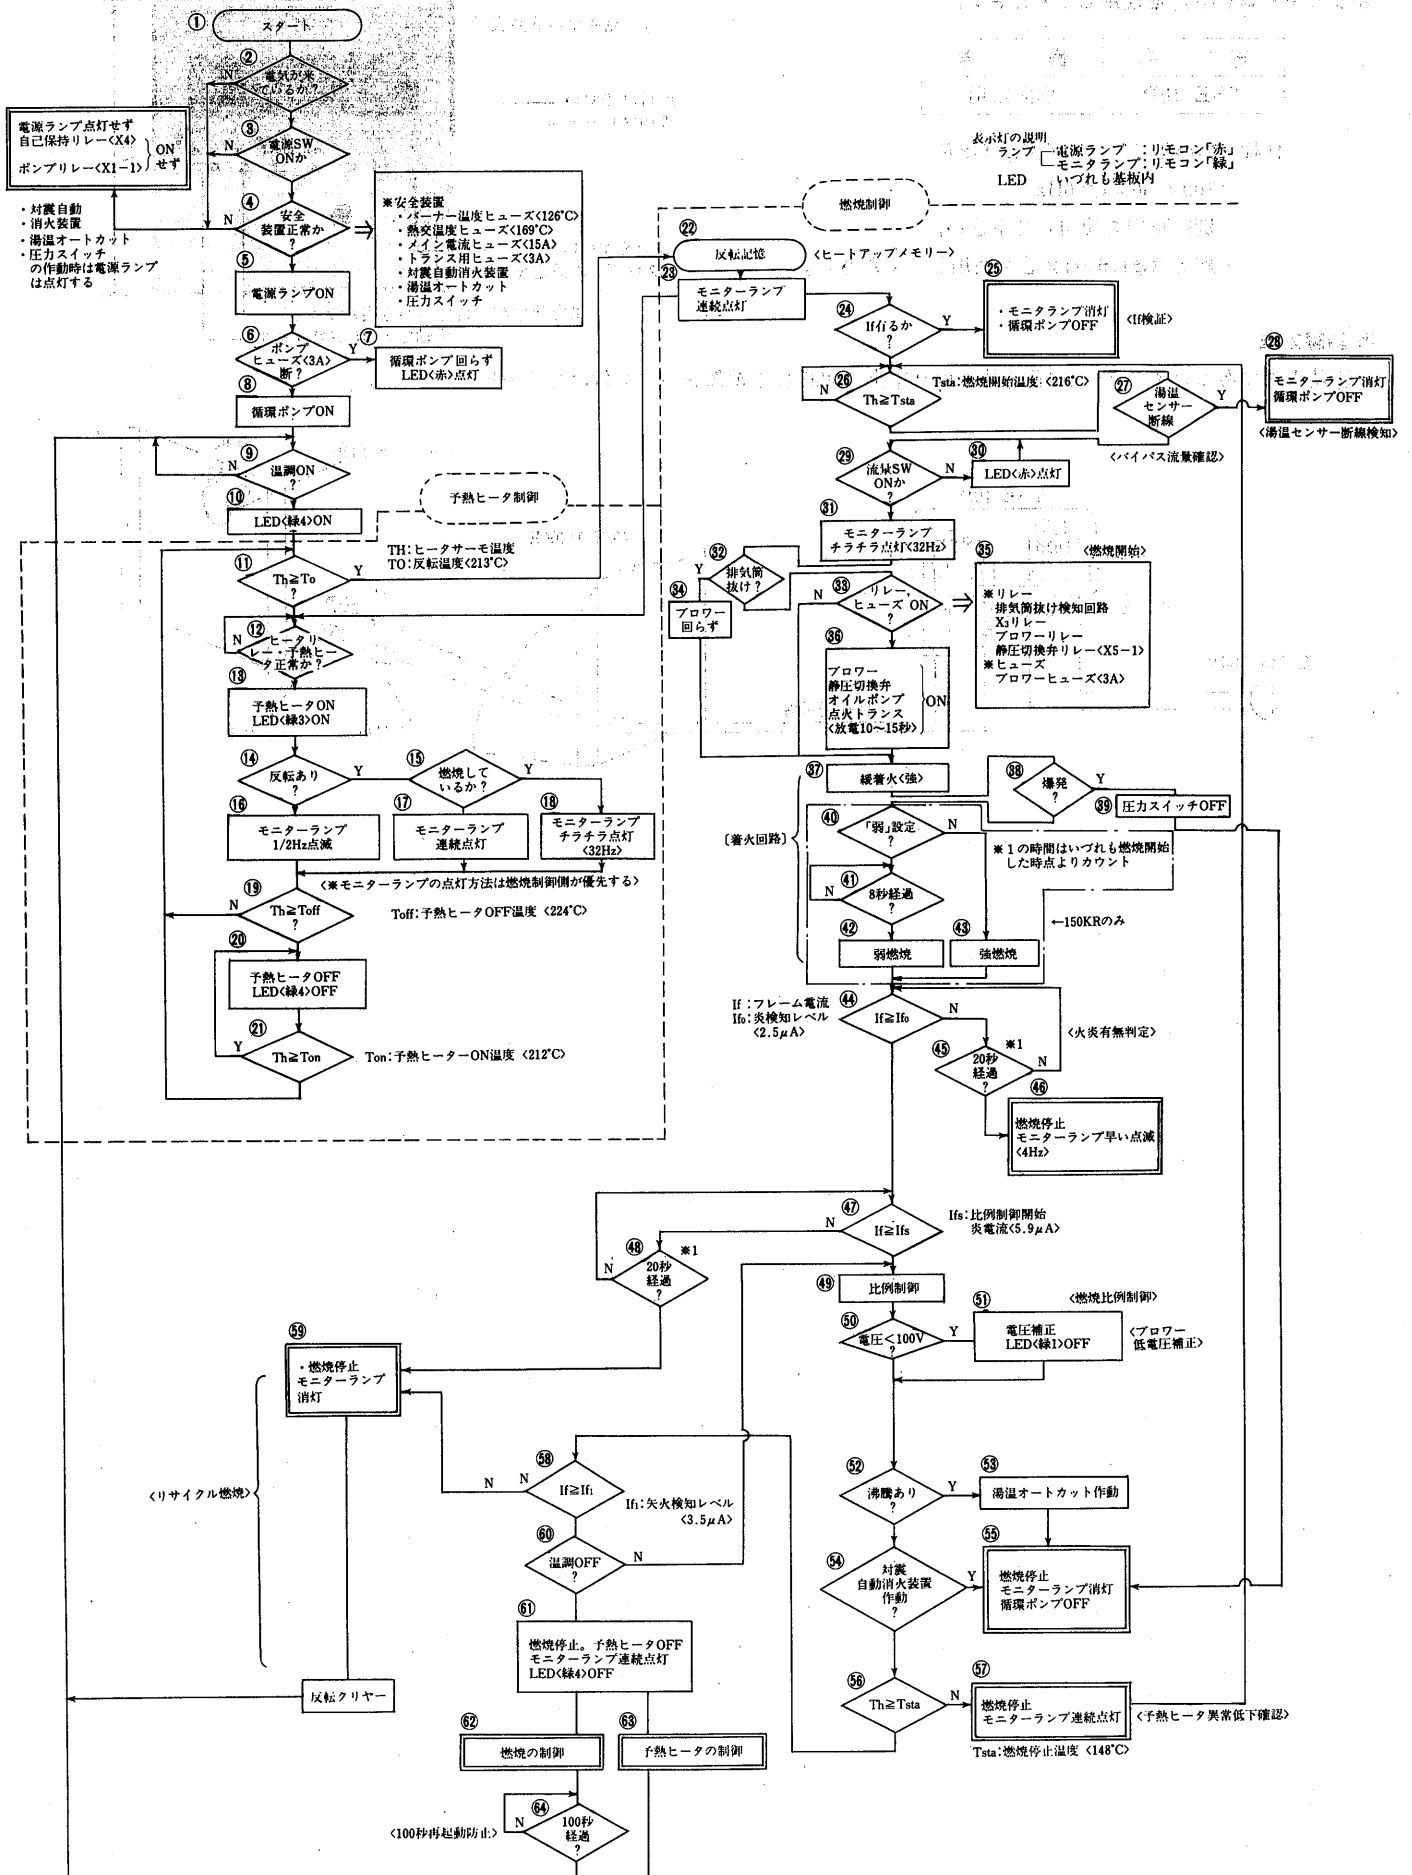 ① スタート
② 電気が来
ているか?
N
③ 電源SW
ONか
N
④ 安全
装置正常か
?
N
電源ランプ点灯せず
自己保持リレー<X4>
ポンプリレー<X1-1>
ON
せず
・対震自動
・消火装置
・湯温オートカット
・圧力スイッチ
の作動時は電源ランプ
は点灯する
※安全装置
・バーナー温度ヒューズ<126°C>
・熱交温度ヒューズ<169°C>
・メイン電流ヒューズ<15A>
・トランス用ヒューズ<3A>
・対震自動消火装置
・湯温オートカット
・圧力スイッチ
⑤ 電源ランプON
⑥ ポンプ
ヒューズ<3A>
断?
Y
⑦ 循環ポンプ回らず
LED<赤>点灯
⑧ 循環ポンプON
⑨ 温調ON
?
N
⑩ LED<緑4>ON
予熱ヒータ制御
TH:ヒータサーモ温度
TO:反転温度<213°C>
⑪ Th≧To
?
Y
⑫ ヒータリ
レー・予熱ヒー
タ正常か?
N
⑬ 予熱ヒータON
LED<緑3>ON
⑭ 反転あり
?
Y
⑮ 燃焼して
いるか?
Y
⑯ モニターランプ
1/2Hz点滅
⑰ モニターランプ
連続点灯
⑱ モニターランプ
チラチラ点灯
<32Hz>
<※モニターランプの点灯方法は燃焼制御側が優先する>
⑲ Th≧Toff
?
N
Toff:予熱ヒータOFF温度 <224°C>
⑳ 予熱ヒータOFF
LED<緑4>OFF
㉑ Th≧Ton
?
Y
Ton:予熱ヒーターON温度 <212°C>
表示灯の説明
ランプ 電源ランプ :リモコン「赤」
モニタランプ:リモコン「緑」
LED いづれも基板内
燃焼制御
㉒ 反転記憶
<ヒートアップメモリー>
㉓ モニターランプ
連続点灯
㉔ If有るか
?
Y
㉕ ・モニタランプ消灯
・循環ポンプOFF
<If検証>
㉖ Th≧Tsta
N
Tsta:燃焼開始温度 <216°C>
㉗ 湯温
センサー
断線
Y
㉘ モニターランプ消灯
循環ポンプOFF
<湯温センサー断線検知>
㉙ 流量SW
ONか
?
N
㉚ LED<赤>点灯
<バイパス流量確認>
㉛ モニターランプ
チラチラ点灯<32Hz>
㉜ 排気筒
抜け?
Y
㉝ リレー,
ヒューズ ON
?
N
㉞ ブロワー
回らず
㉟ <燃焼開始>
※リレー
排気筒抜け検知回路
X₃リレー
ブロワーリレー
静圧切換弁リレー<X5-1>
※ヒューズ
ブロワーヒューズ<3A>
㊱ ブロワー
静圧切換弁
オイルポンプ
点火トランス
<放電10〜15秒>
ON
㊲ 緩着火<強>
㊳ 爆発
?
Y
㊴ 圧力スイッチOFF
〔着火回路〕
㊵ 「弱」設定
?
N
※1の時間はいづれも燃焼開始
した時点よりカウント
㊶ 8秒経過
?
N
㊷ 弱燃焼
㊸ 強燃焼
←150KRのみ
If :フレーム電流
If₀:炎検知レベル
<2.5μA>
㊹ If≧If₀
N
<火炎有無判定>
㊺ 20秒
経過
?
※1
N
㊻ 燃焼停止
モニターランプ早い点滅
<4Hz>
㊼ If≧Ifs
N
Ifs:比例制御開始
炎電流<5.9μA>
㊽ 20秒
経過
?
※1
N
㊾ 比例制御
㊿ 電圧<100V
?
Y
51 <燃焼比例制御>
電圧補正
LED<緑1>OFF
<ブロワー
低電圧補正>
52 沸騰あり
?
Y
53 湯温オートカット作動
54 対震
自動消火装置
作動
?
Y
55 燃焼停止
モニターランプ消灯
循環ポンプOFF
56 Th≧Tsta
N
57 燃焼停止
モニターランプ連続点灯
<予熱ヒータ異常低下確認>
Tsta:燃焼停止温度 <148°C>
58 If≧If₁
N
N
If₁:矢火検知レベル
<3.5μA>
59 ・燃焼停止
モニターランプ
消灯
<リサイクル燃焼>
反転クリヤー
60 温調OFF
?
N
61 燃焼停止。予熱ヒータOFF
モニターランプ連続点灯
LED<緑4>OFF
62 燃焼の制御
63 予熱ヒータの制御
64 100秒
経過
?
N
<100秒再起動防止>